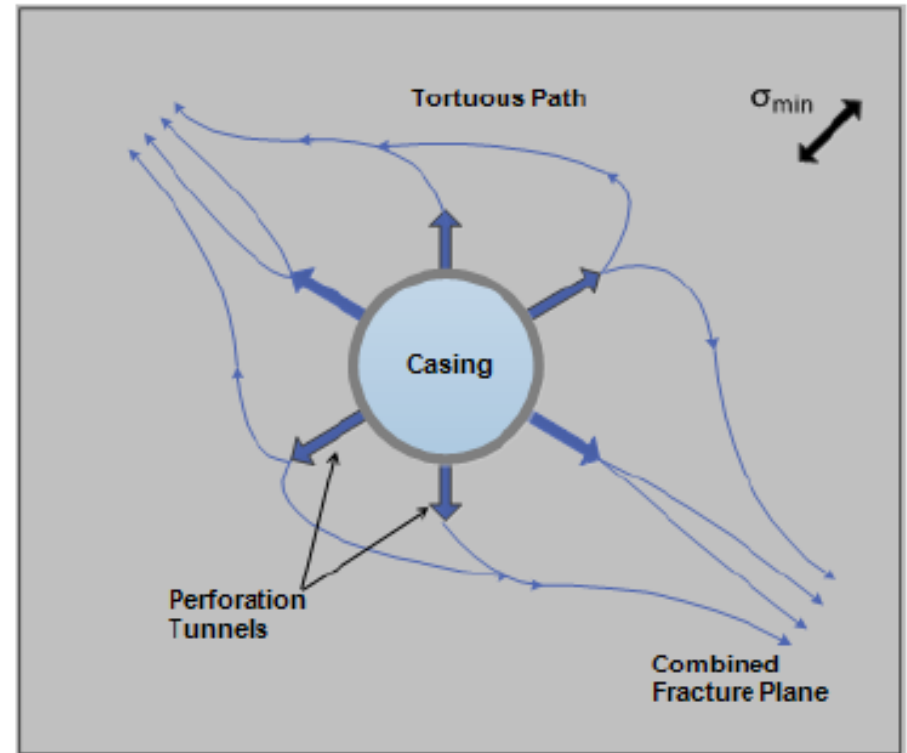 Tortuous Path
σmin
Casing
Perforation
Tunnels
Combined
Fracture Plane